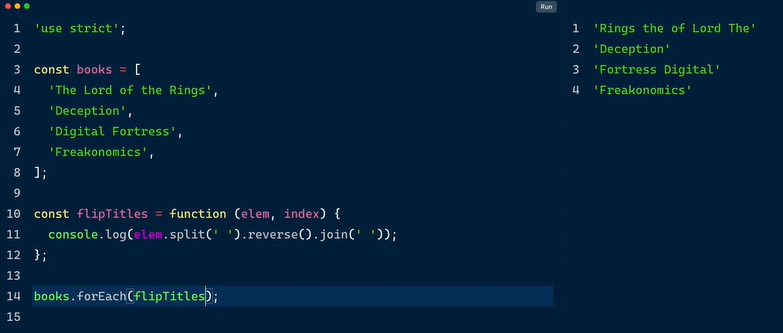 Run
1 'use strict';
2
3 const books = [
4 'The Lord of the Rings',
5 'Deception',
6 'Digital Fortress',
7 'Freakonomics',
8 ];
9
10 const flipTitles = function (elem, index) {
11 console.log(elem.split(' ').reverse().join(' '));
12 };
13
14 books.forEach(flipTitles);
15
1 'Rings the of Lord The'
2 'Deception'
3 'Fortress Digital'
4 'Freakonomics'